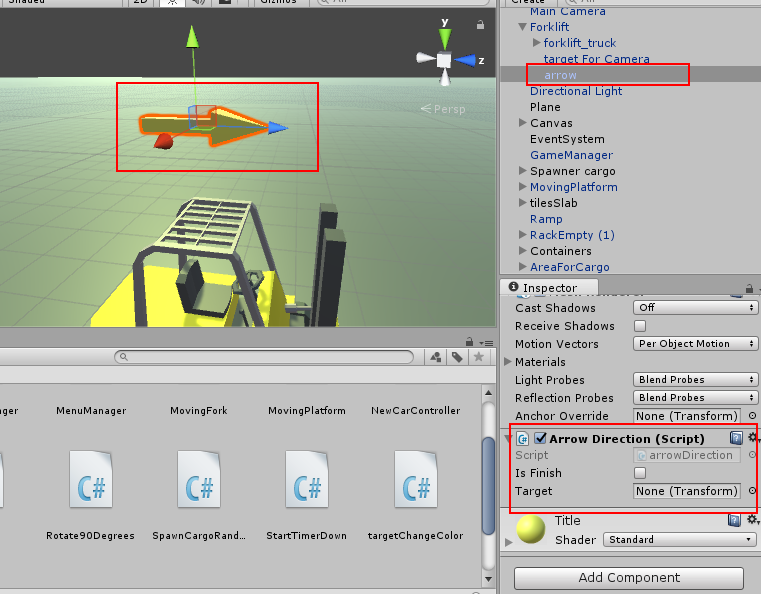 Shaded
2D
Gizmos
All
y
z
Persp
Create
All
Main Camera
Forklift
forklift_truck
target For Camera
arrow
Directional Light
Plane
Canvas
EventSystem
GameManager
Spawner cargo
MovingPlatform
tilesSlab
Ramp
RackEmpty (1)
Containers
AreaForCargo
Inspector
Cast Shadows Off
Receive Shadows
Motion Vectors Per Object Motion
Materials
Light Probes Blend Probes
Reflection Probes Blend Probes
Anchor Override None (Transform)
Arrow Direction (Script)
Script arrowDirection
Is Finish
Target None (Transform)
Title
Shader Standard
Add Component
ager MenuManager MovingFork MovingPlatform NewCarController
C# C# C# C#
Rotate90Degrees SpawnCargoRand... StartTimerDown targetChangeColor